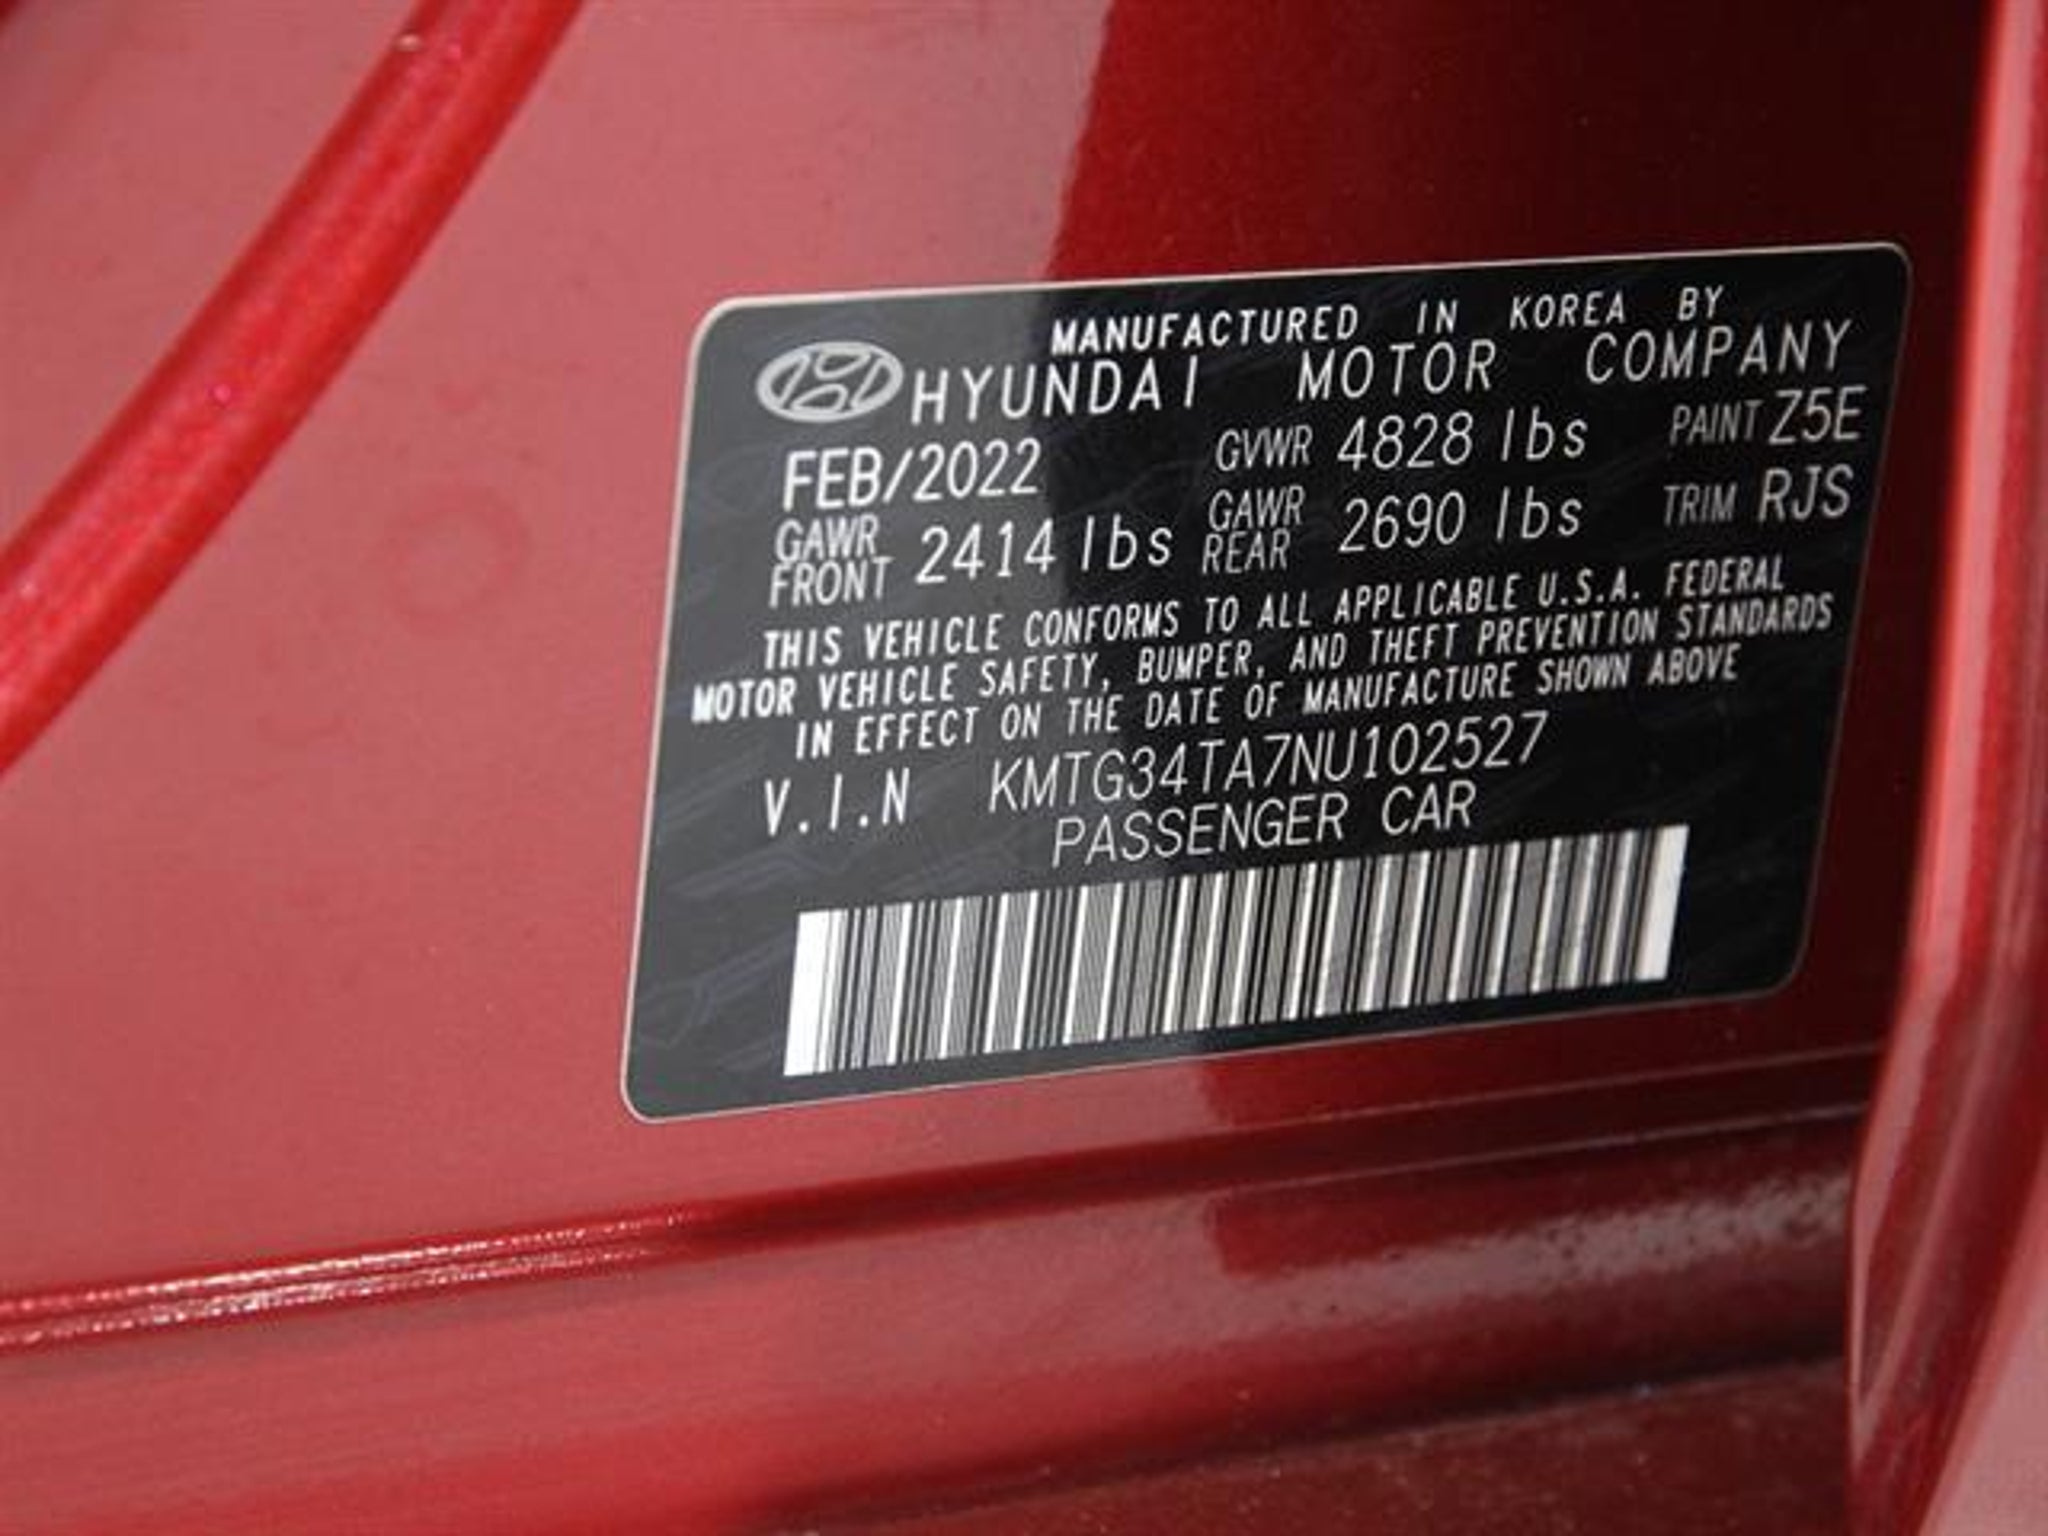 MANUFACTURED IN KOREA BY
HYUNDAI MOTOR COMPANY
FEB/2022 GVWR 4828 lbs PAINT Z5E
GAWR FRONT 2414 lbs GAWR REAR 2690 lbs TRIM RJS
THIS VEHICLE CONFORMS TO ALL APPLICABLE U.S.A. FEDERAL
MOTOR VEHICLE SAFETY, BUMPER, AND THEFT PREVENTION STANDARDS
IN EFFECT ON THE DATE OF MANUFACTURE SHOWN ABOVE
V.I.N KMTG34TA7NU102527
PASSENGER CAR